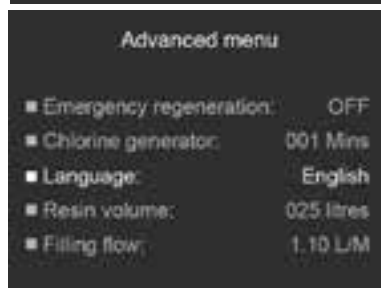 Advanced menu
Emergency regeneration: OFF
Chlorine generator: 001 Mins
Language: English
Resin volume: 025 litres
Filling flow: 1.10 L/M